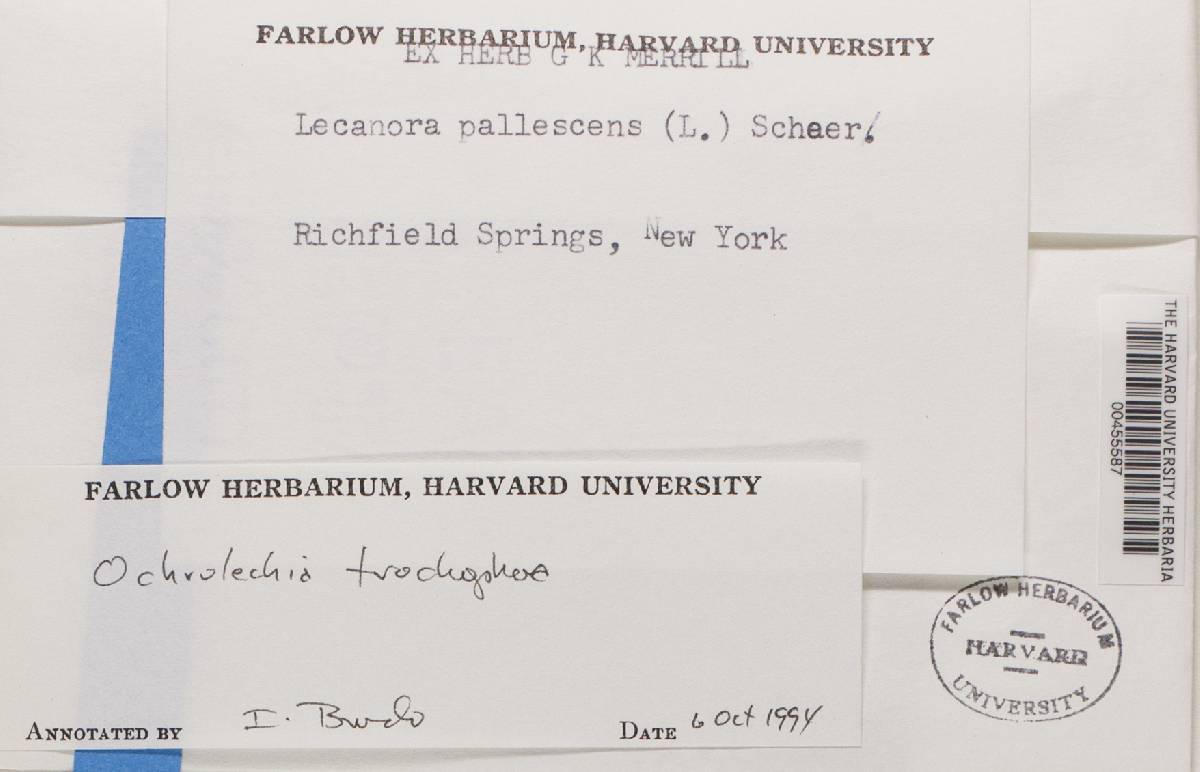 FARLOW HERBARIUM, HARVARD UNIVERSITY
EX HERB G K MERRILL
Lecanora pallescens (L.) Schaer.
Richfield Springs, New York
THE HARVARD UNIVERSITY HERBARIA
00455587
FARLOW HERBARIUM, HARVARD UNIVERSITY
Ochrolechia
ANNOTATED BY I. Brodo
DATE 6 Oct 1994
FARLOW HERBARIUM
HARVARD
UNIVERSITY